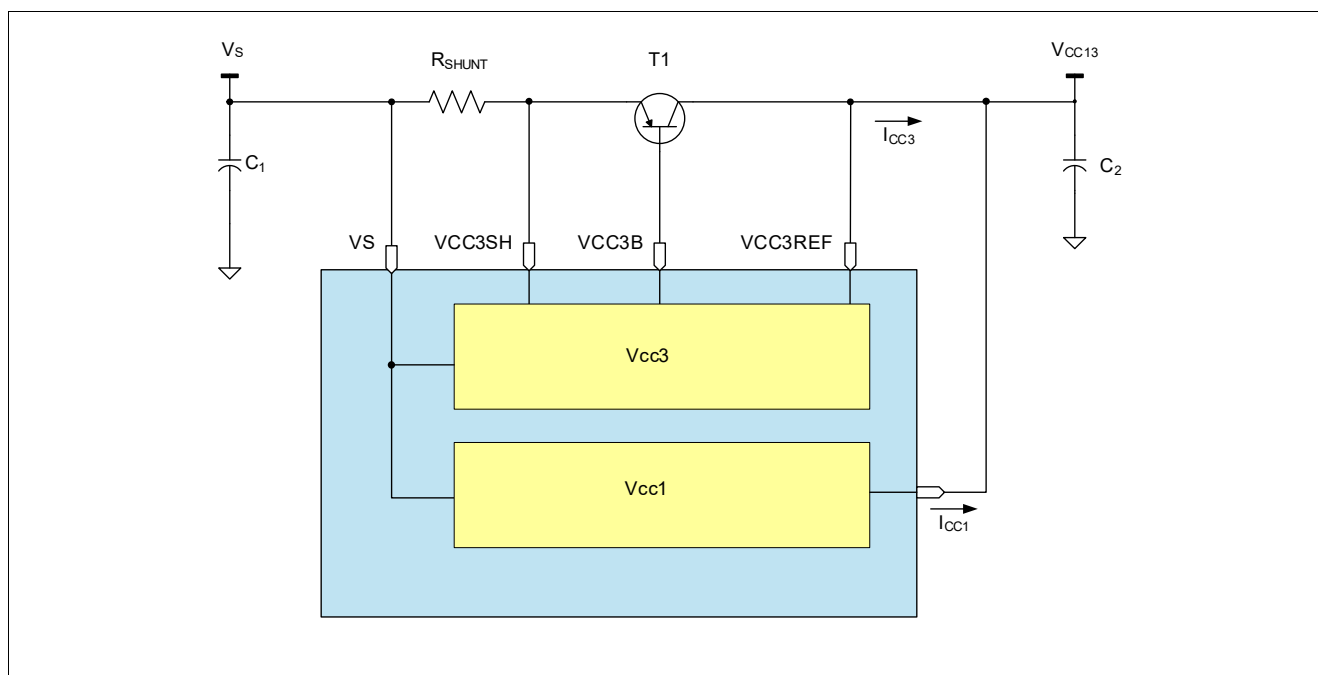 VS
RSHUNT
T1
VCC13
ICC3
C1
C2
VS
VCC3SH
VCC3B
VCC3REF
Vcc3
Vcc1
ICC1